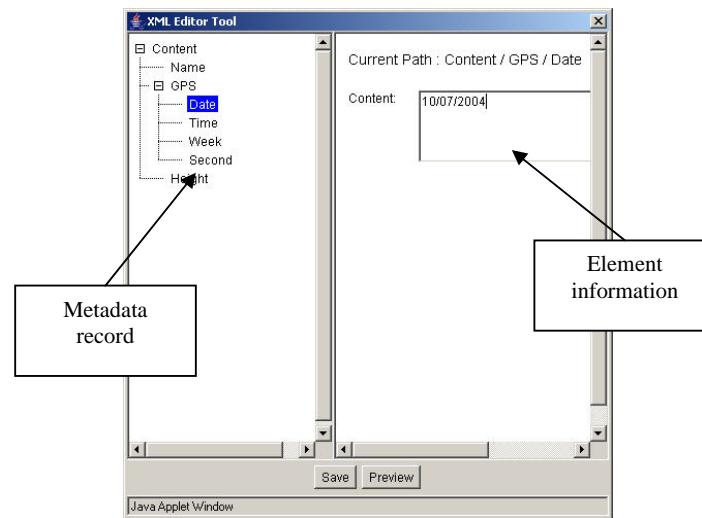 XML Editor Tool
Content
Name
GPS
Date
Time
Week
Second
Height
Current Path : Content / GPS / Date
Content:
10/07/2004
Metadada
record
Element
information
Save
Preview
Java Applet Window